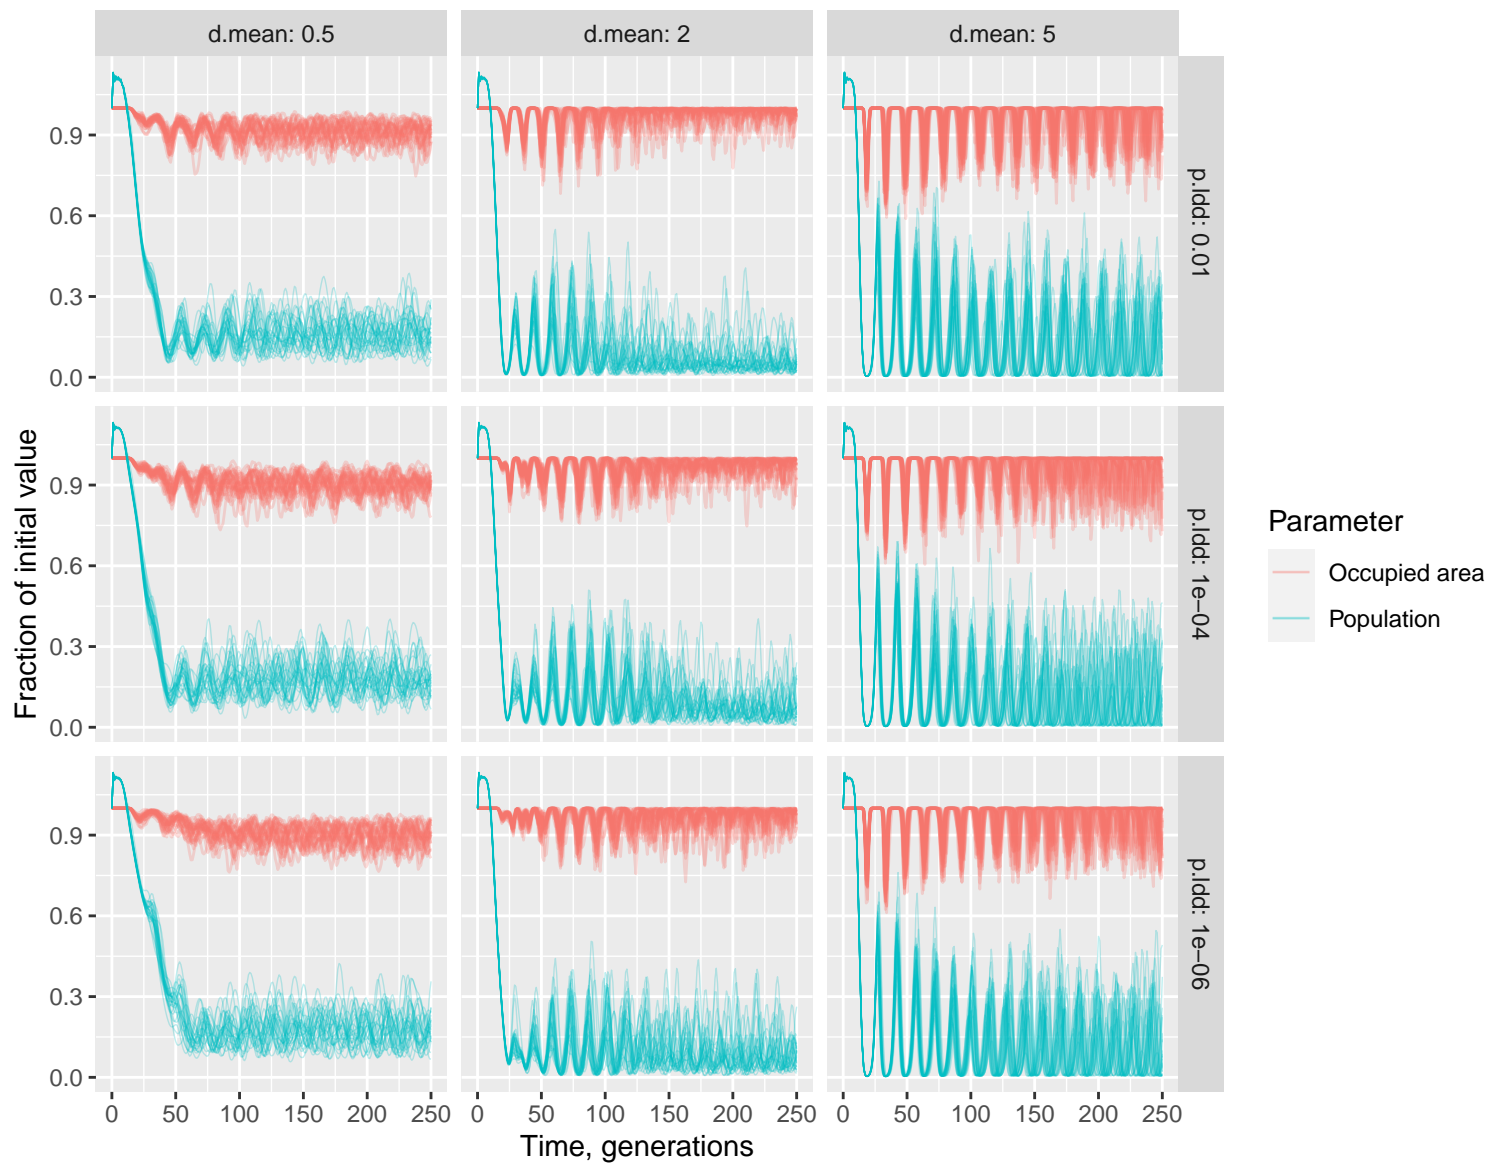 d.mean: 0.5
d.mean: 2
d.mean: 5
Fraction of initial value
0.9
0.6
0.3
0.0
p.ldd: 0.01
0.9
0.6
0.3
0.0
p.ldd: 1e−04
0.9
0.6
0.3
0.0
p.ldd: 1e−06
0 50 100 150 200 250
0 50 100 150 200 250
0 50 100 150 200 250
Time, generations
Parameter
Occupied area
Population